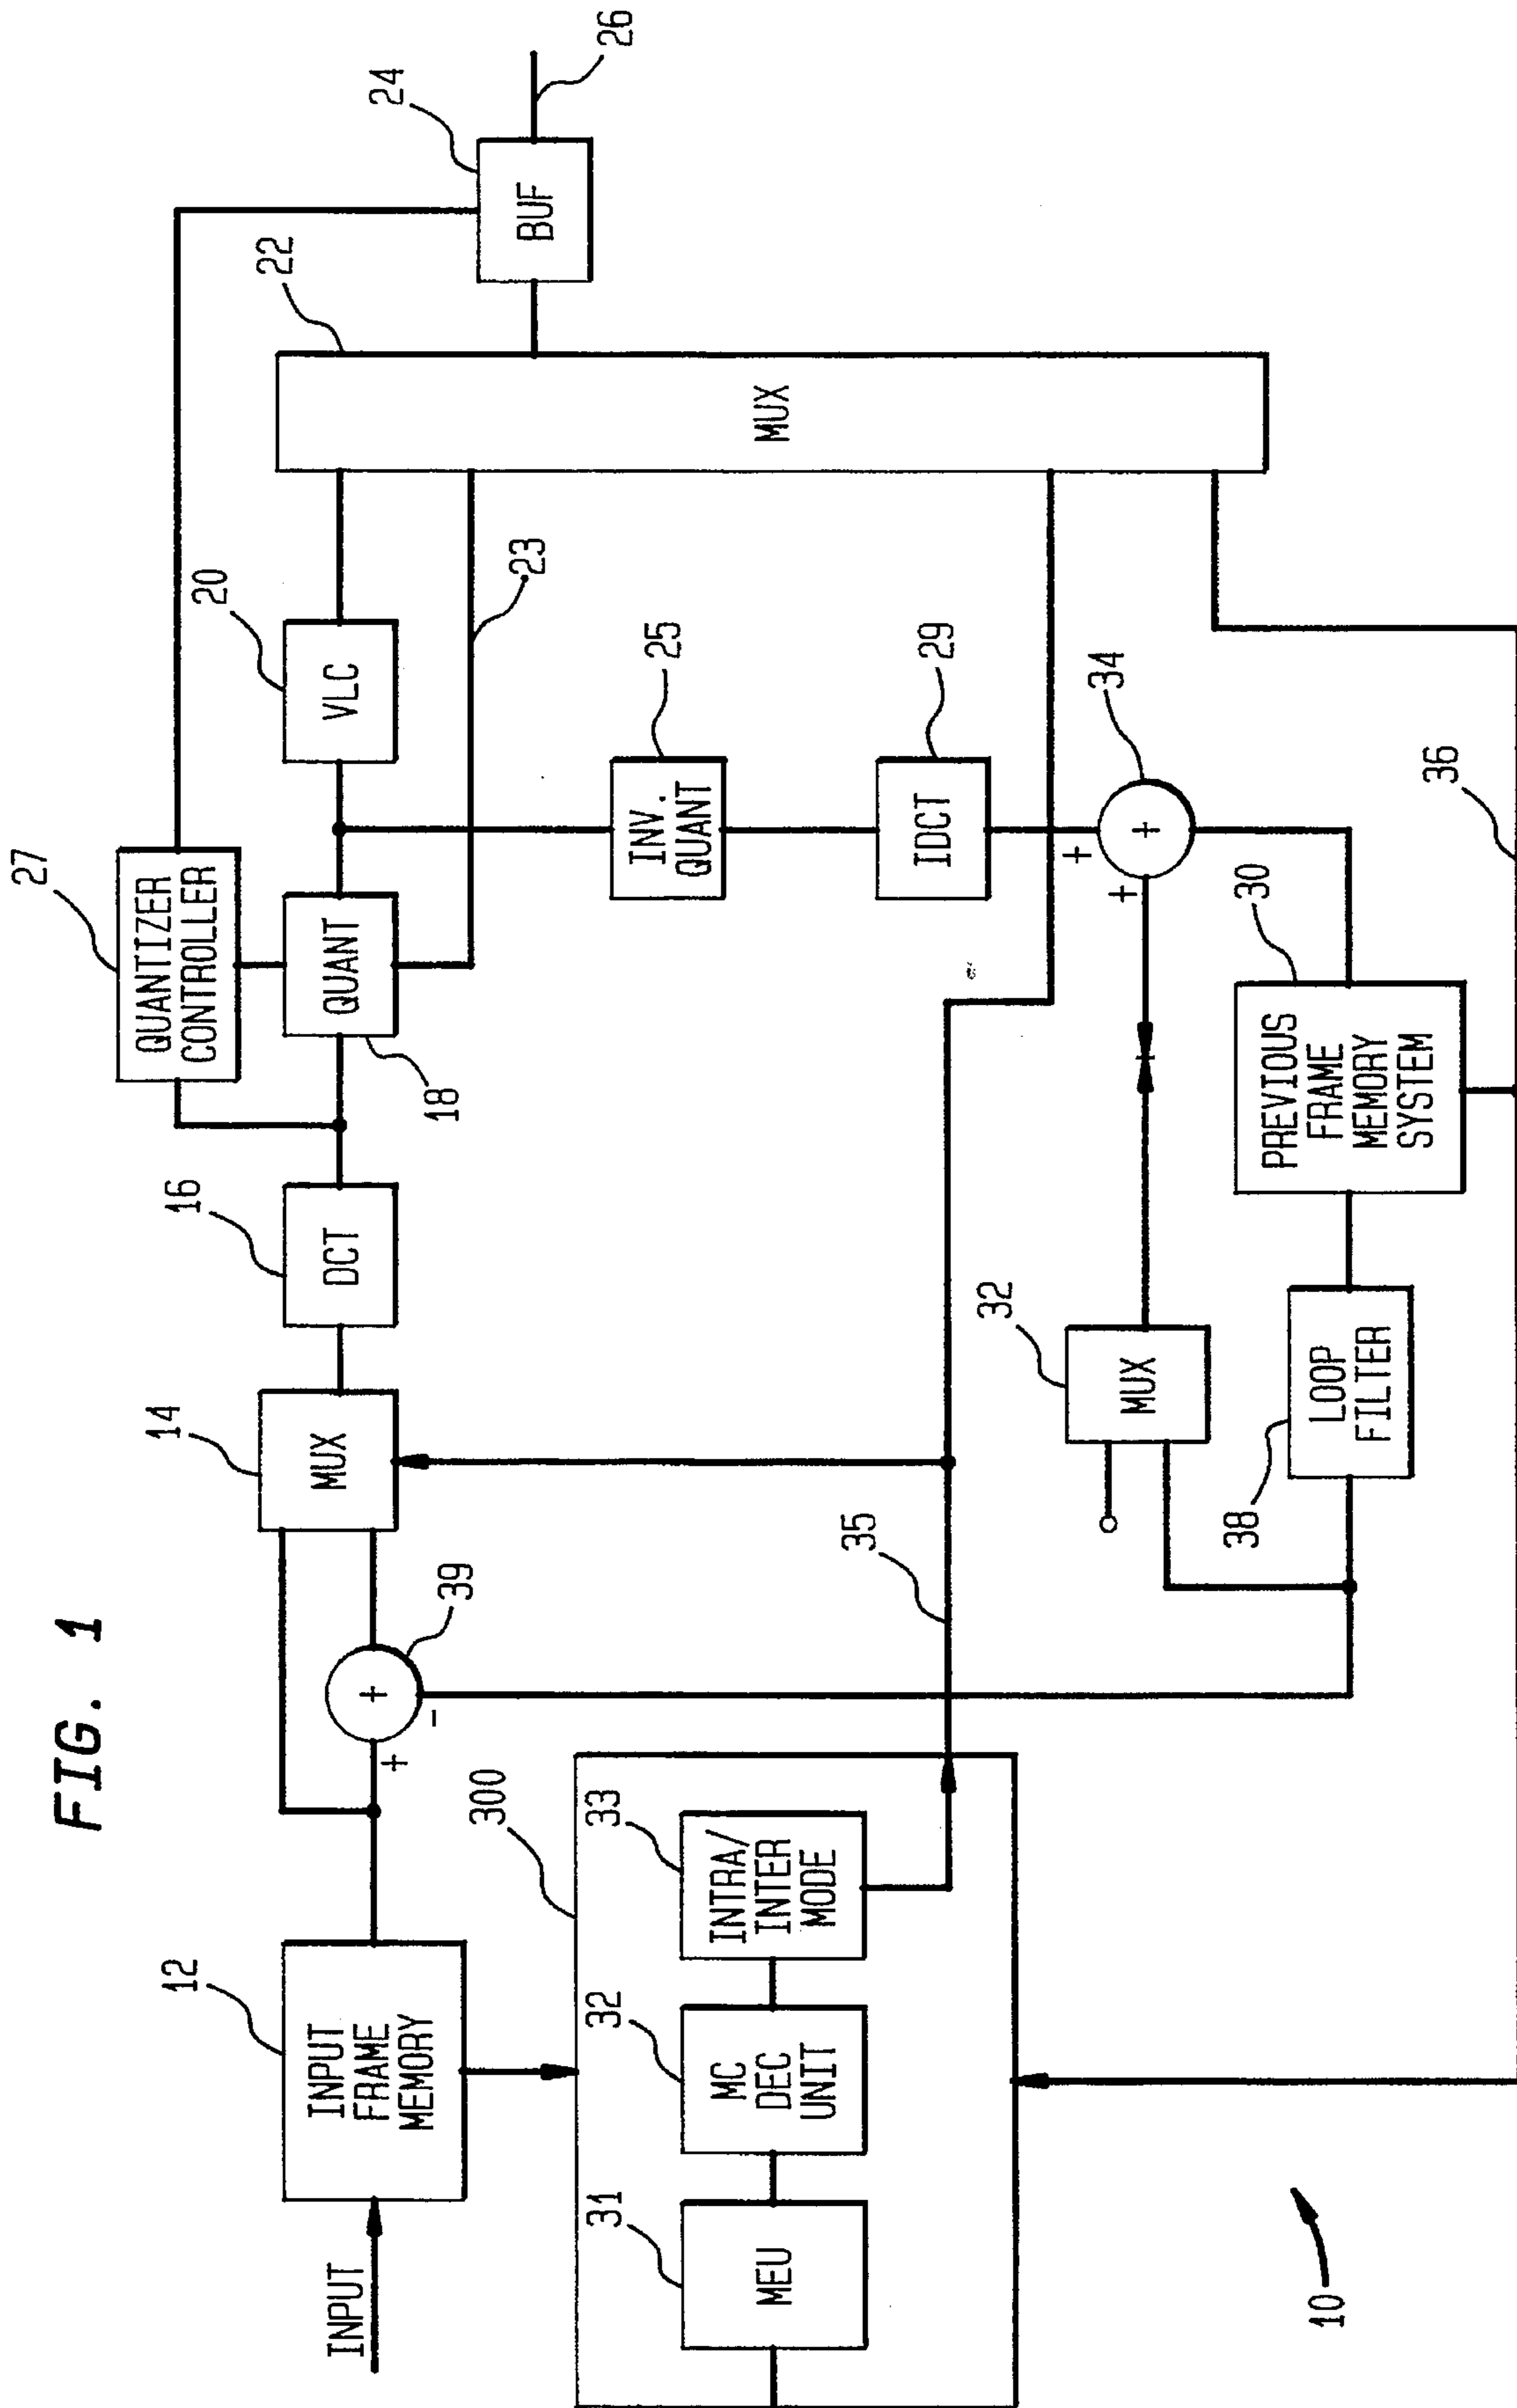 FIG. 1
INPUT
12
INPUT
FRAME
MEMORY
39
+
+
-
14
MUX
16
DCT
27
QUANTIZER
CONTROLLER
QUANT
18
20
VLC
23
22
MUX
24
BUF
26
25
INV.
QUANT
29
IDCT
34
+
+
+
300
31
MEU
32
MC
DEC
UNIT
33
INTRA/
INTER
MODE
35
32
MUX
38
LOOP
FILTER
30
PREVIOUS
FRAME
MEMORY
SYSTEM
36
10